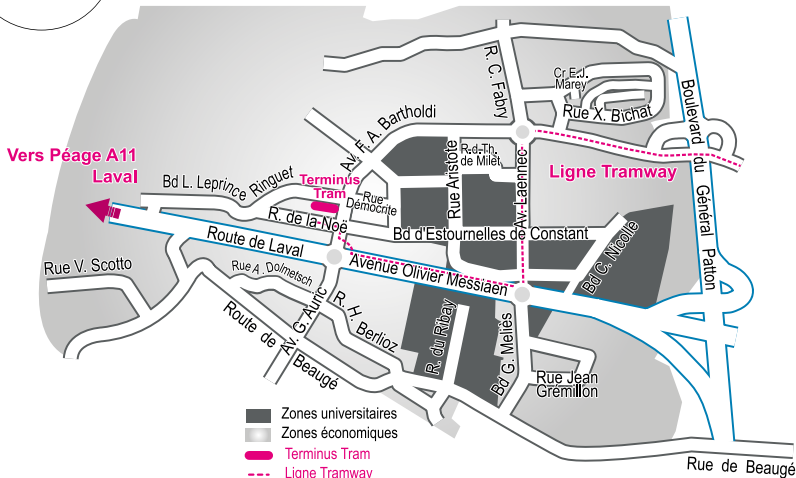 R. C. Fabry
Cr E.J.
Marey
Rue X. Bichat
Boulevard du Général Patton
Av. F. A. Bartholdi
R.d.Th.
de Milet
Rue Aristote
Av. Laennec
Ligne Tramway
Vers Péage A11
Laval
Bd L. Leprince Ringuet
Terminus
Tram
Rue
Démocrite
R. de la Noë
Bd d'Estournelles de Constant
Bd C. Nicolle
Route de Laval
Avenue Olivier Messiaen
Rue V. Scotto
Rue A. Dolmetsch
Av. G. Auric
R. H. Berlioz
Route de Beaugé
R. du Ribay
Bd G. Meliés
Rue Jean
Grémillon
Zones universitaires
Zones économiques
Terminus Tram
Ligne Tramway
Rue de Beaugé